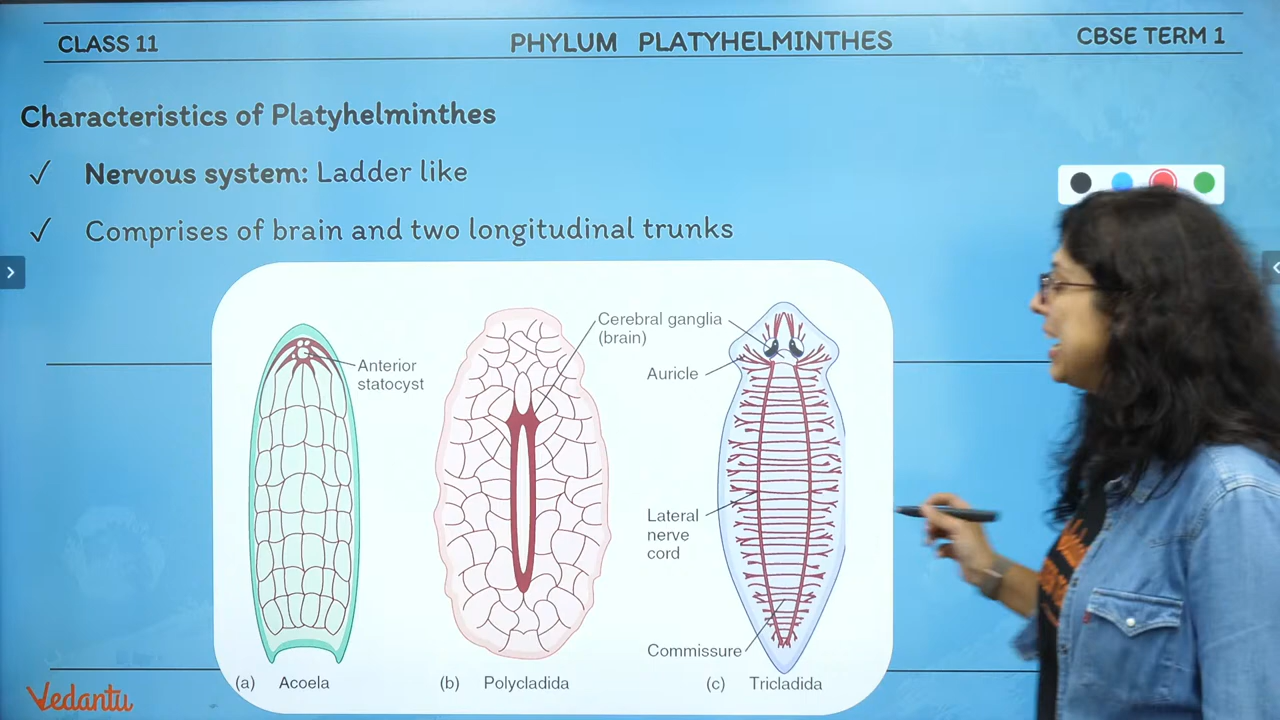 CLASS 11
PHYLUM PLATYHELMINTHES
CBSE TERM 1
Characteristics of Platyhelminthes
✓ Nervous system: Ladder like
✓ Comprises of brain and two longitudinal trunks
Anterior
statocyst
Cerebral ganglia
(brain)
Auricle
Lateral
nerve
cord
Commissure
(a) Acoela
(b) Polycladida
(c) Tricladida
Vedantu